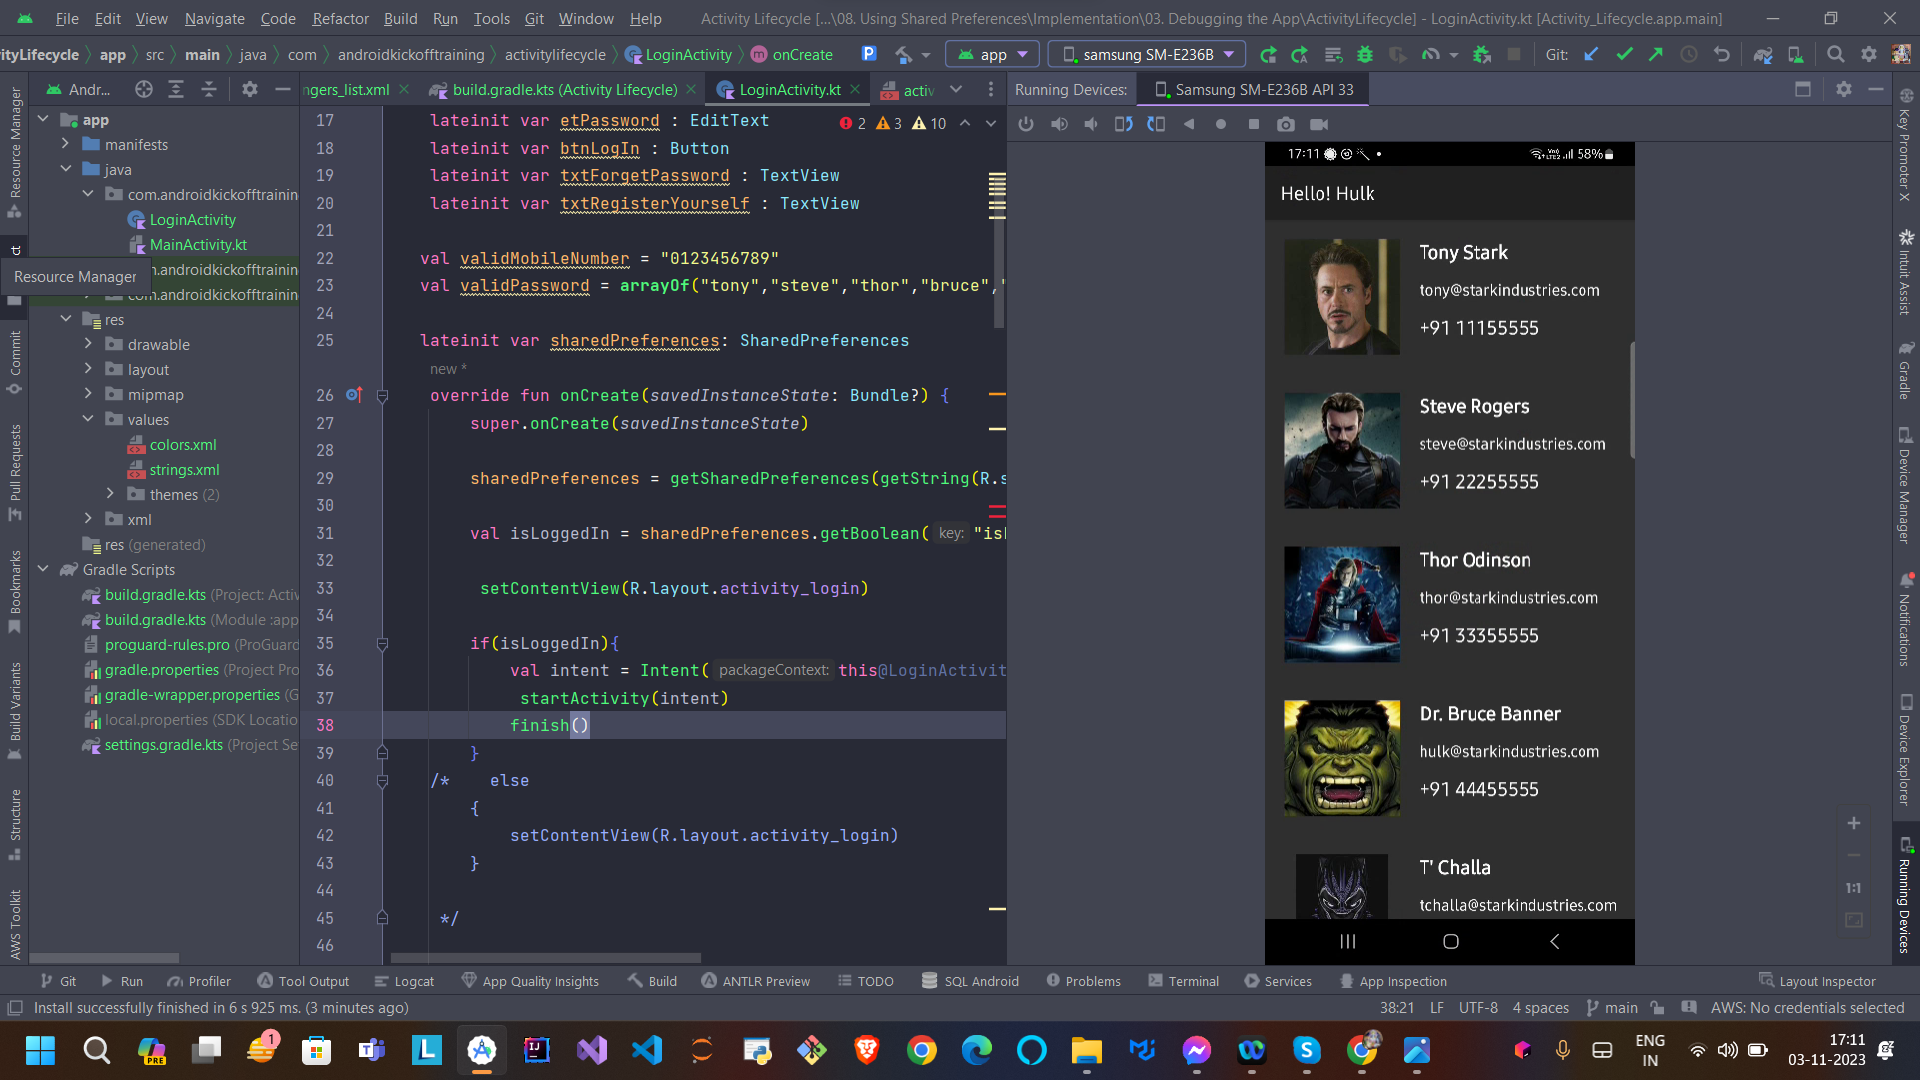 File Edit View Navigate Code Refactor Build Run Tools Git Window Help Activity Lifecycle [...\08. Using Shared Preferences\Implementation\03. Debugging the App\ActivityLifecycle] - LoginActivity.kt [Activity_Lifecycle.app.main]
ityLifecycle app src main java com androidkickofftraining activitylifecycle LoginActivity onCreate app samsung SM-E236B Git:
Andr... ngers_list.xml build.gradle.kts (Activity Lifecycle) LoginActivity.kt activ Running Devices: Samsung SM-E236B API 33
Resource Manager
ct
Commit
Pull Requests
Bookmarks
Build Variants
Structure
AWS Toolkit
app
manifests
java
com.androidkickofftraining
LoginActivity
MainActivity.kt
n.androidkickofftraining
Resource Manager
com.androidkickofftraining
res
drawable
layout
mipmap
values
colors.xml
strings.xml
themes (2)
xml
res (generated)
Gradle Scripts
build.gradle.kts (Project: Activ
build.gradle.kts (Module :app
proguard-rules.pro (ProGuard
gradle.properties (Project Pro
gradle-wrapper.properties (G
local.properties (SDK Locatio
settings.gradle.kts (Project Se
2 3 10
17 lateinit var etPassword : EditText
18 lateinit var btnLogIn : Button
19 lateinit var txtForgetPassword : TextView
20 lateinit var txtRegisterYourself : TextView
21
22 val validMobileNumber = "0123456789"
23 val validPassword = arrayOf("tony","steve","thor","bruce","
24
25 lateinit var sharedPreferences: SharedPreferences
new *
26 override fun onCreate(savedInstanceState: Bundle?) {
27 super.onCreate(savedInstanceState)
28
29 sharedPreferences = getSharedPreferences(getString(R.s
30
31 val isLoggedIn = sharedPreferences.getBoolean( key: "isL
32
33 setContentView(R.layout.activity_login)
34
35 if(isLoggedIn){
36 val intent = Intent( packageContext: this@LoginActivit
37 startActivity(intent)
38 finish()
39 }
40 /* else
41 {
42 setContentView(R.layout.activity_login)
43 }
44
45 */
46
17:11 58%
Hello! Hulk
Tony Stark
tony@starkindustries.com
+91 11155555
Steve Rogers
steve@starkindustries.com
+91 22255555
Thor Odinson
thor@starkindustries.com
+91 33355555
Dr. Bruce Banner
hulk@starkindustries.com
+91 44455555
T' Challa
tchalla@starkindustries.com
1:1
Key Promoter X
Intuit Assist
Gradle
Device Manager
Notifications
Device Explorer
Running Devices
Git Run Profiler Tool Output Logcat App Quality Insights Build ANTLR Preview TODO SQL Android Problems Terminal Services App Inspection Layout Inspector
Install successfully finished in 6 s 925 ms. (3 minutes ago) 38:21 LF UTF-8 4 spaces main AWS: No credentials selected
PRE 1 ENG
IN
17:11
03-11-2023